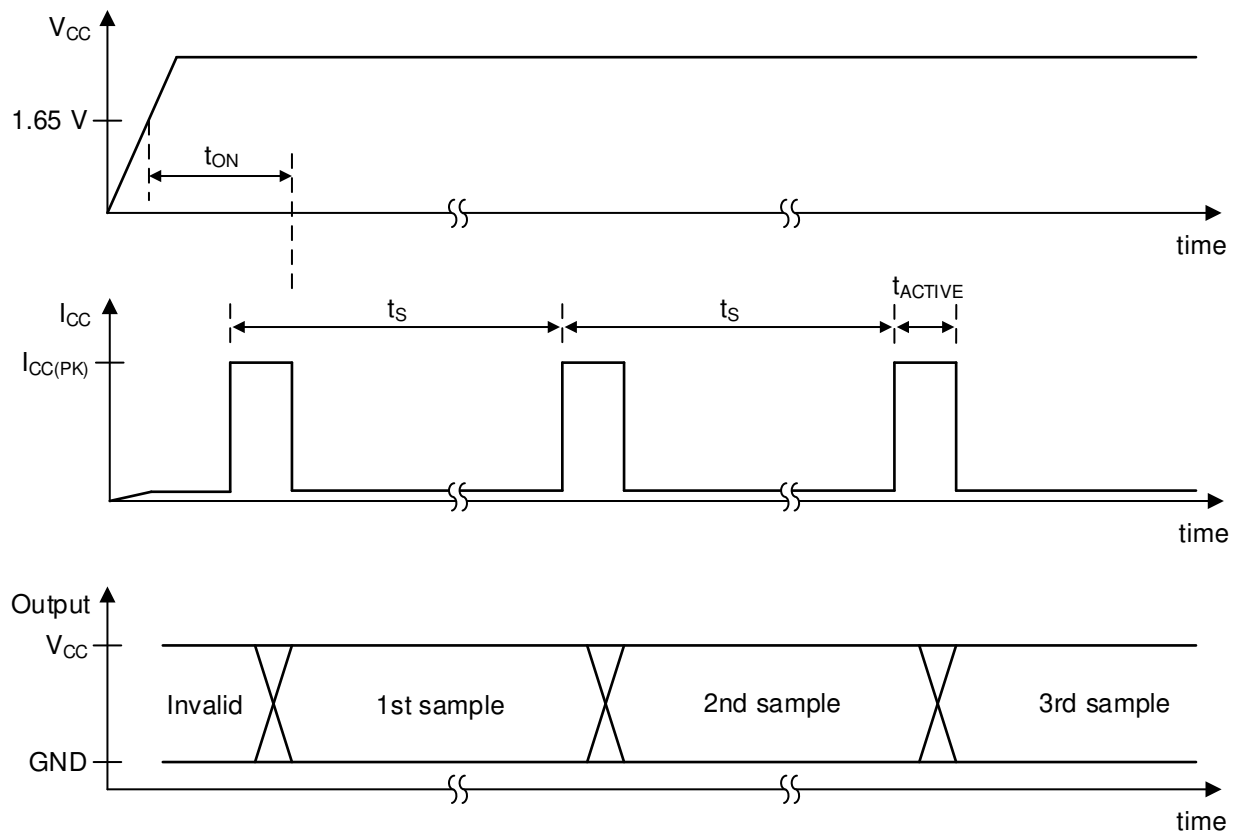 VCC
1.65 V
tON
time
ICC
ICC(PK)
tS
tS
tACTIVE
time
Output
VCC
Invalid
1st sample
2nd sample
3rd sample
GND
time